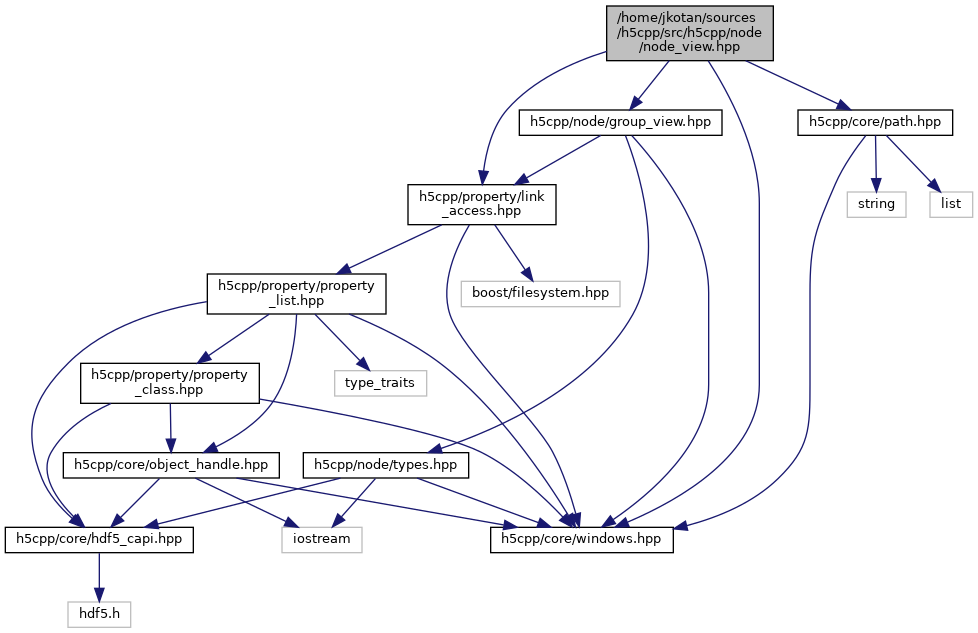 /home/jkotan/sources
/h5cpp/src/h5cpp/node
/node_view.hpp
h5cpp/node/group_view.hpp
h5cpp/core/path.hpp
h5cpp/property/link
_access.hpp
string
list
h5cpp/property/property
_list.hpp
boost/filesystem.hpp
h5cpp/property/property
_class.hpp
type_traits
h5cpp/core/object_handle.hpp
h5cpp/node/types.hpp
h5cpp/core/hdf5_capi.hpp
iostream
h5cpp/core/windows.hpp
hdf5.h